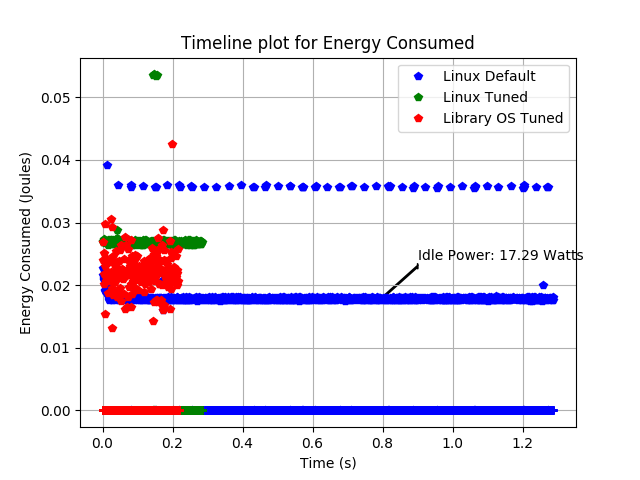 Timeline plot for Energy Consumed
Linux Default
Linux Tuned
Library OS Tuned
Idle Power: 17.29 Watts
Energy Consumed (Joules)
0.05
0.04
0.03
0.02
0.01
0.00
0.0 0.2 0.4 0.6 0.8 1.0 1.2
Time (s)